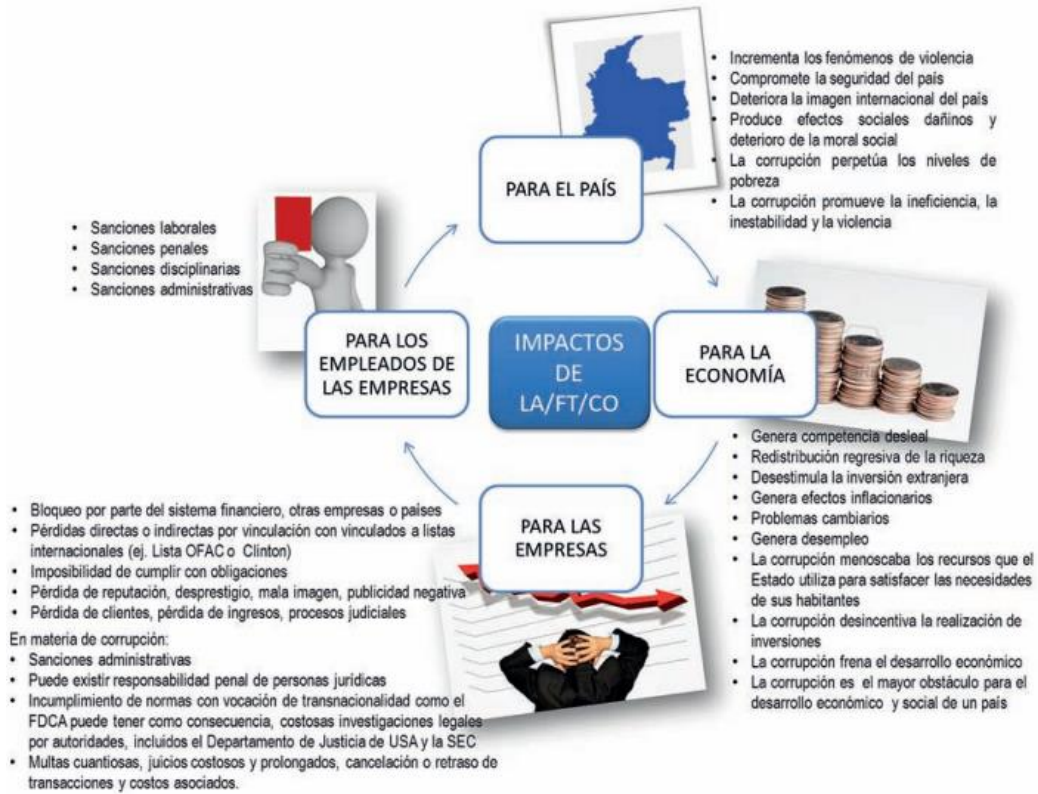 • Incrementa los fenómenos de violencia
• Compromete la seguridad del país
• Deteriora la imagen internacional del país
• Produce efectos sociales dañinos y
deterioro de la moral social
• La corrupción perpetúa los niveles de
pobreza
• La corrupción promueve la ineficiencia, la
inestabilidad y la violencia
PARA EL PAÍS
• Sanciones laborales
• Sanciones penales
• Sanciones disciplinarias
• Sanciones administrativas
PARA LOS
EMPLEADOS DE
LAS EMPRESAS
IMPACTOS
DE
LA/FT/CO
PARA LA
ECONOMÍA
• Genera competencia desleal
• Redistribución regresiva de la riqueza
• Desestimula la inversión extranjera
• Genera efectos inflacionarios
• Problemas cambiarios
• Genera desempleo
• La corrupción menoscaba los recursos que el
Estado utiliza para satisfacer las necesidades
de sus habitantes
• La corrupción desincentiva la realización de
inversiones
• La corrupción frena el desarrollo económico
• La corrupción es el mayor obstáculo para el
desarrollo económico y social de un país
PARA LAS
EMPRESAS
• Bloqueo por parte del sistema financiero, otras empresas o países
• Pérdidas directas o indirectas por vinculación con vinculados a listas
internacionales (ej. Lista OFAC o Clinton)
• Imposibilidad de cumplir con obligaciones
• Pérdida de reputación, desprestigio, mala imagen, publicidad negativa
• Pérdida de clientes, pérdida de ingresos, procesos judiciales
En materia de corrupción:
• Sanciones administrativas
• Puede existir responsabilidad penal de personas jurídicas
• Incumplimiento de normas con vocación de transnacionalidad como el
FDCA puede tener como consecuencia, costosas investigaciones legales
por autoridades, incluidos el Departamento de Justicia de USA y la SEC
• Multas cuantiosas, juicios costosos y prolongados, cancelación o retraso de
transacciones y costos asociados.